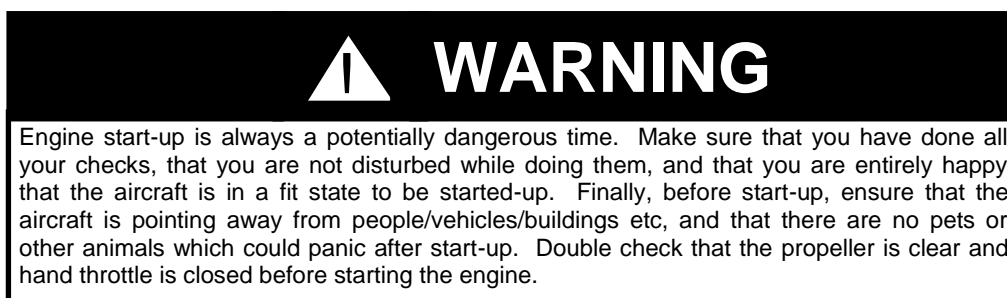 WARNING
Engine start-up is always a potentially dangerous time. Make sure that you have done all
your checks, that you are not disturbed while doing them, and that you are entirely happy
that the aircraft is in a fit state to be started-up. Finally, before start-up, ensure that the
aircraft is pointing away from people/vehicles/buildings etc, and that there are no pets or
other animals which could panic after start-up. Double check that the propeller is clear and
hand throttle is closed before starting the engine.